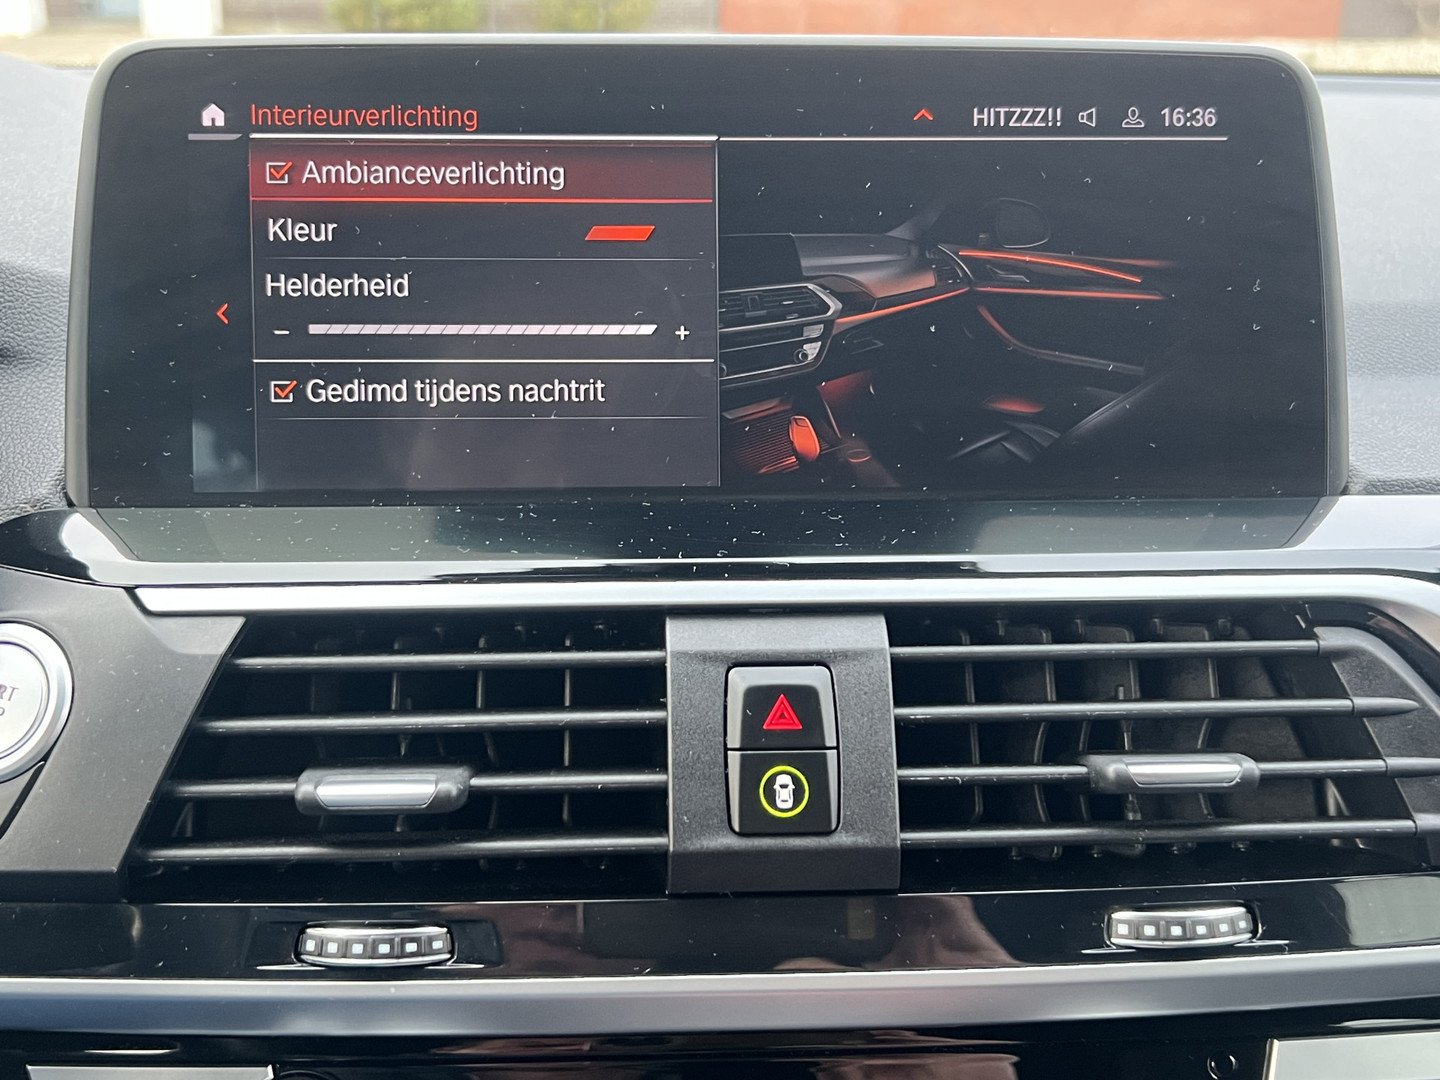 Interieurverlichting
HITZZZ!! 16:36
Ambianceverlichting
Kleur
Helderheid
- +
Gedimd tijdens nachtrit